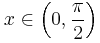 x ∈ (0, π/2)